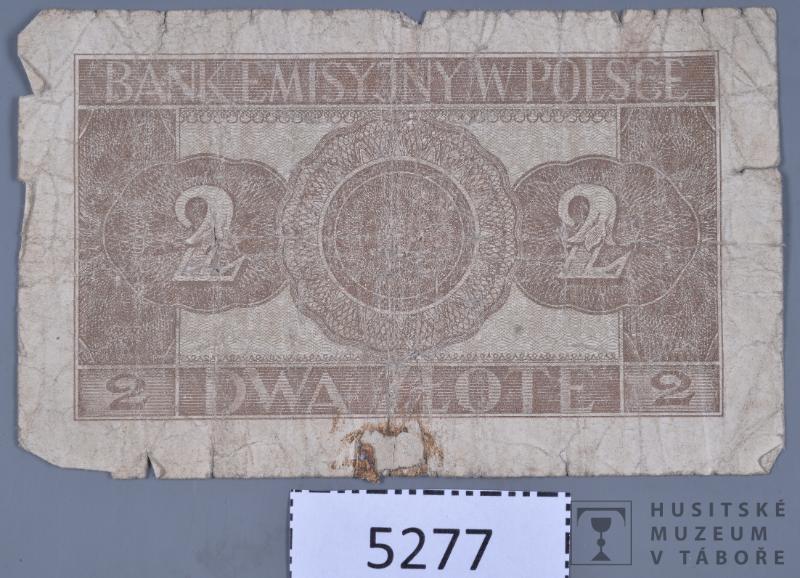 BANK EMISYJNY W POLSCE
2 2
2 DWA ZŁOTE 2
5277
HUSITSKÉ
MUZEUM
V TÁBOŘE